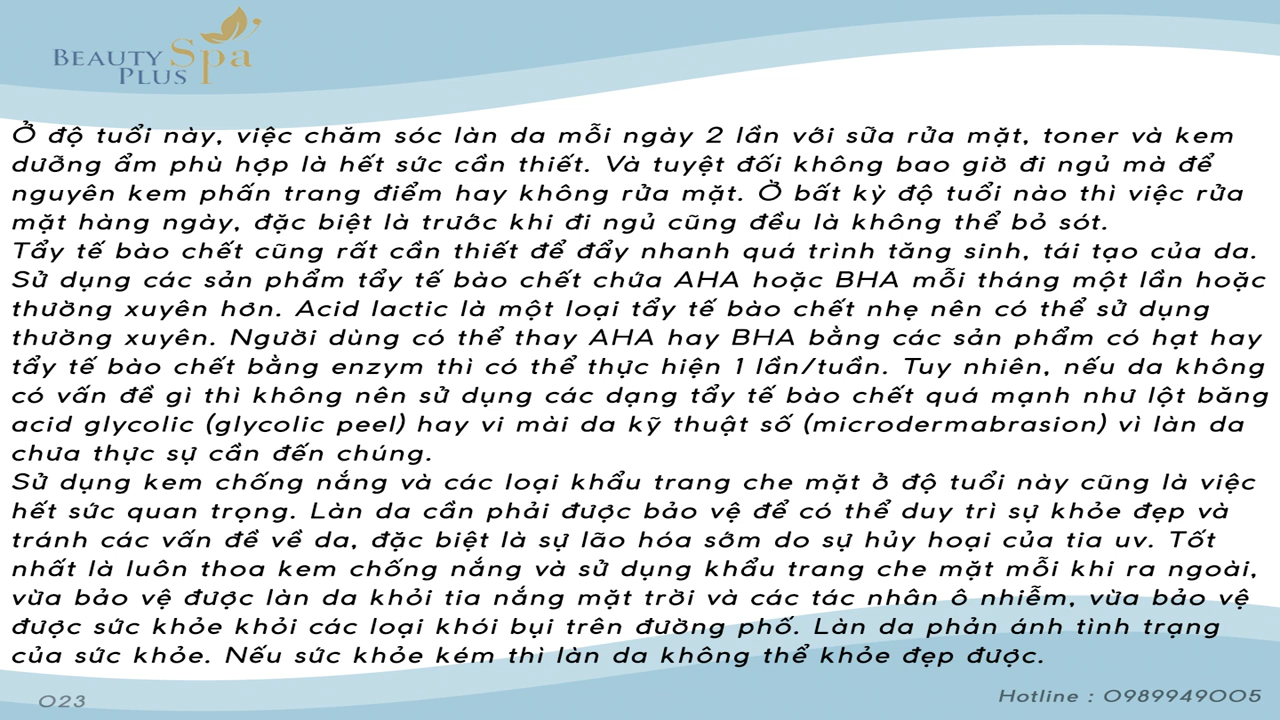 BEAUTY Spa
PLUS
Ở độ tuổi này, việc chăm sóc làn da mỗi ngày 2 lần với sữa rửa mặt, toner và kem
dưỡng ẩm phù hợp là hết sức cần thiết. Và tuyệt đối không bao giờ đi ngủ mà để
nguyên kem phấn trang điểm hay không rửa mặt. Ở bất kỳ độ tuổi nào thì việc rửa
mặt hàng ngày, đặc biệt là trước khi đi ngủ cũng đều là không thể bỏ sót.
Tẩy tế bào chết cũng rất cần thiết để đẩy nhanh quá trình tăng sinh, tái tạo của da.
Sử dụng các sản phẩm tẩy tế bào chết chứa AHA hoặc BHA mỗi tháng một lần hoặc
thường xuyên hơn. Acid lactic là một loại tẩy tế bào chết nhẹ nên có thể sử dụng
thường xuyên. Người dùng có thể thay AHA hay BHA bằng các sản phẩm có hạt hay
tẩy tế bào chết bằng enzym thì có thể thực hiện 1 lần/tuần. Tuy nhiên, nếu da không
có vấn đề gì thì không nên sử dụng các dạng tẩy tế bào chết quá mạnh như lột băng
acid glycolic (glycolic peel) hay vi mài da kỹ thuật số (microdermabrasion) vì làn da
chưa thực sự cần đến chúng.
Sử dụng kem chống nắng và các loại khẩu trang che mặt ở độ tuổi này cũng là việc
hết sức quan trọng. Làn da cần phải được bảo vệ để có thể duy trì sự khỏe đẹp và
tránh các vấn đề về da, đặc biệt là sự lão hóa sớm do sự hủy hoại của tia uv. Tốt
nhất là luôn thoa kem chống nắng và sử dụng khẩu trang che mặt mỗi khi ra ngoài,
vừa bảo vệ được làn da khỏi tia nắng mặt trời và các tác nhân ô nhiễm, vừa bảo vệ
được sức khỏe khỏi các loại khói bụi trên đường phố. Làn da phản ánh tình trạng
của sức khỏe. Nếu sức khỏe kém thì làn da không thể khỏe đẹp được.
023
Hotline : 0989949005